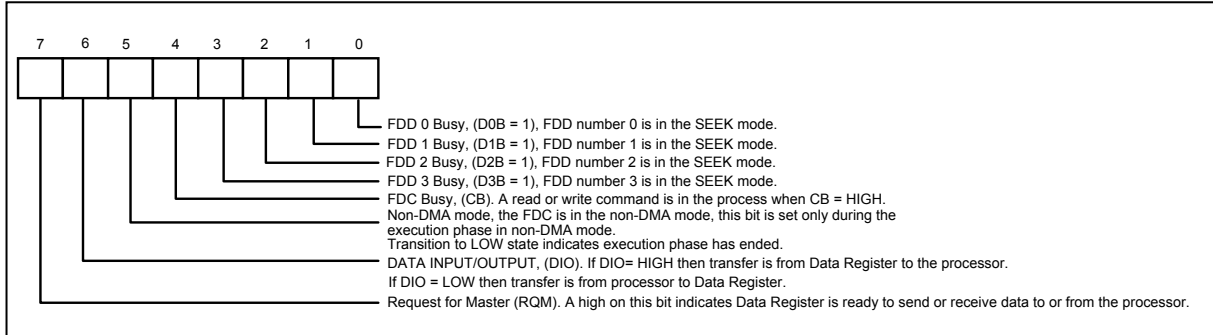 7 6 5 4 3 2 1 0
FDD 0 Busy, (D0B = 1), FDD number 0 is in the SEEK mode.
FDD 1 Busy, (D1B = 1), FDD number 1 is in the SEEK mode.
FDD 2 Busy, (D2B = 1), FDD number 2 is in the SEEK mode.
FDD 3 Busy, (D3B = 1), FDD number 3 is in the SEEK mode.
FDC Busy, (CB). A read or write command is in the process when CB = HIGH.
Non-DMA mode, the FDC is in the non-DMA mode, this bit is set only during the
execution phase in non-DMA mode.
Transition to LOW state indicates execution phase has ended.
DATA INPUT/OUTPUT, (DIO). If DIO= HIGH then transfer is from Data Register to the processor.
If DIO = LOW then transfer is from processor to Data Register.
Request for Master (RQM). A high on this bit indicates Data Register is ready to send or receive data to or from the processor.